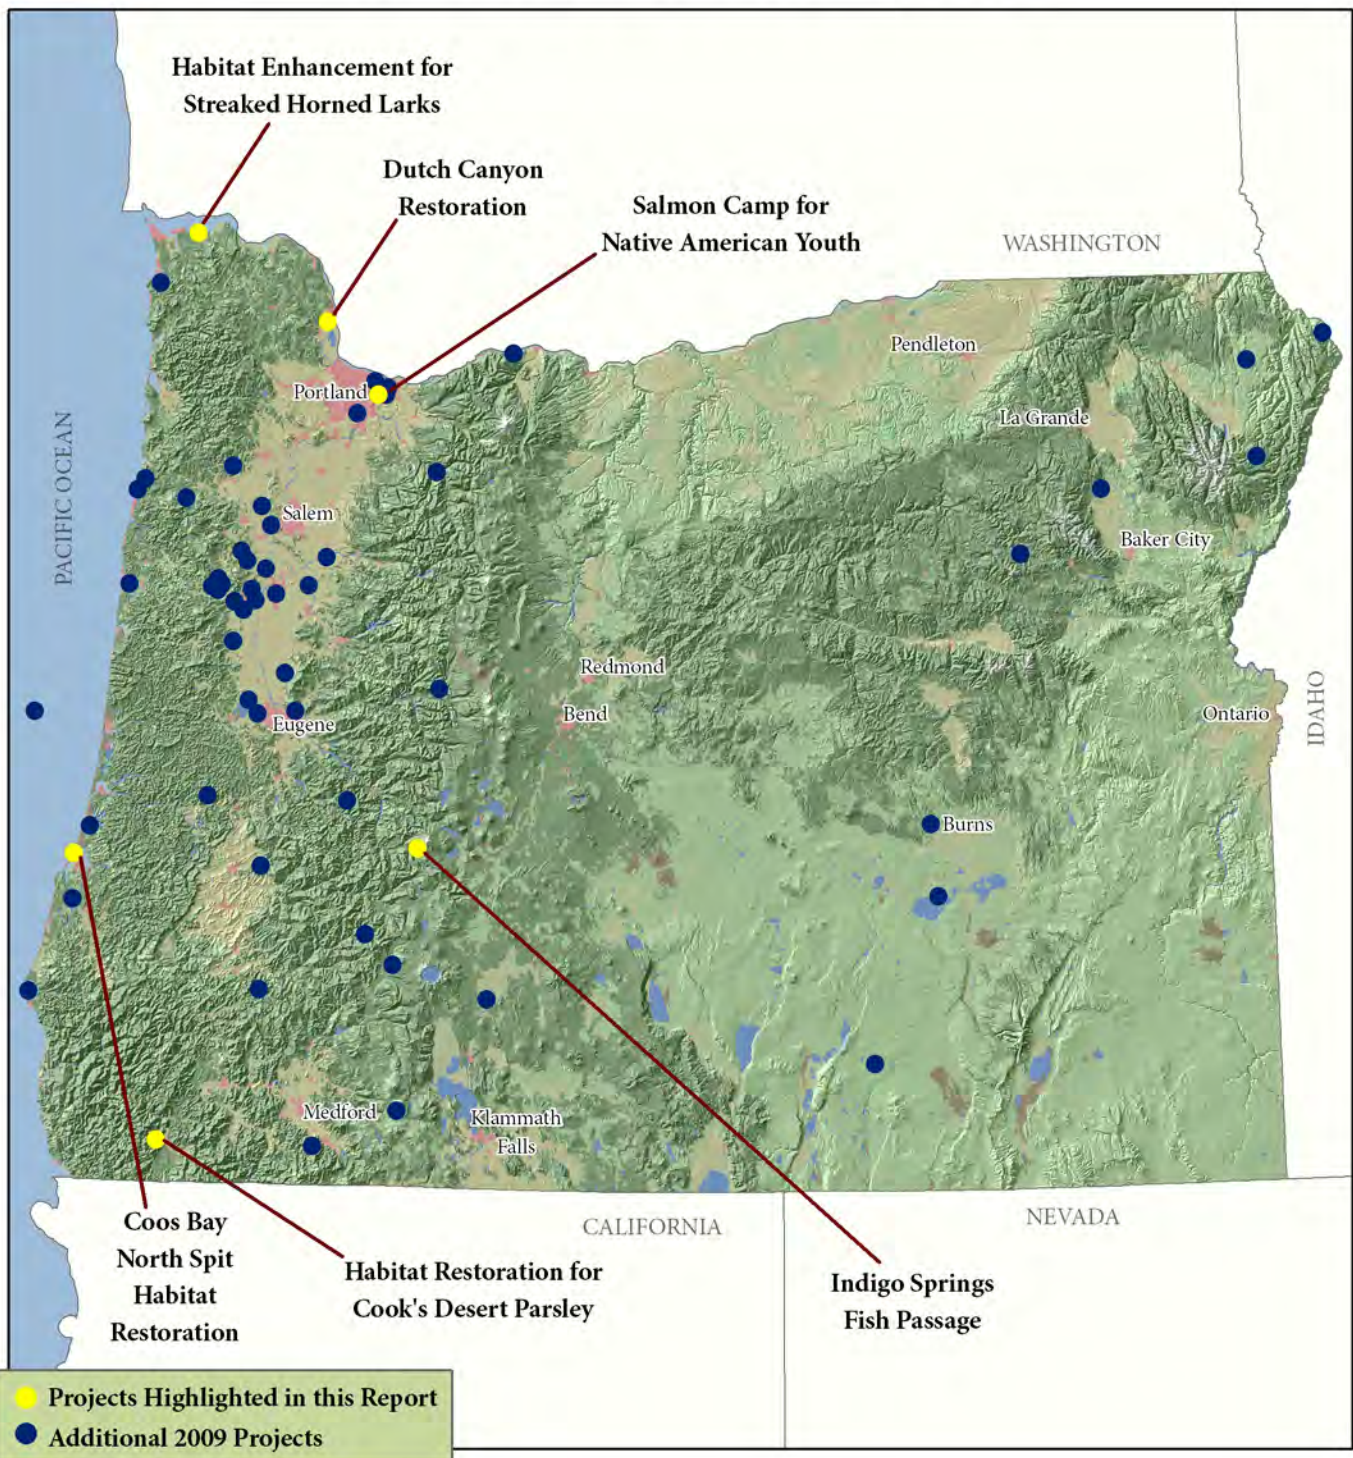 Habitat Enhancement for
Streaked Horned Larks
Dutch Canyon
Restoration
Salmon Camp for
Native American Youth
WASHINGTON
Pendleton
Portland
La Grande
PACIFIC OCEAN
Salem
Baker City
Redmond
Bend
Eugene
Ontario
IDAHO
Burns
Medford
Klammath
Falls
CALIFORNIA
NEVADA
Coos Bay
North Spit
Habitat
Restoration
Habitat Restoration for
Cook's Desert Parsley
Indigo Springs
Fish Passage
Projects Highlighted in this Report
Additional 2009 Projects